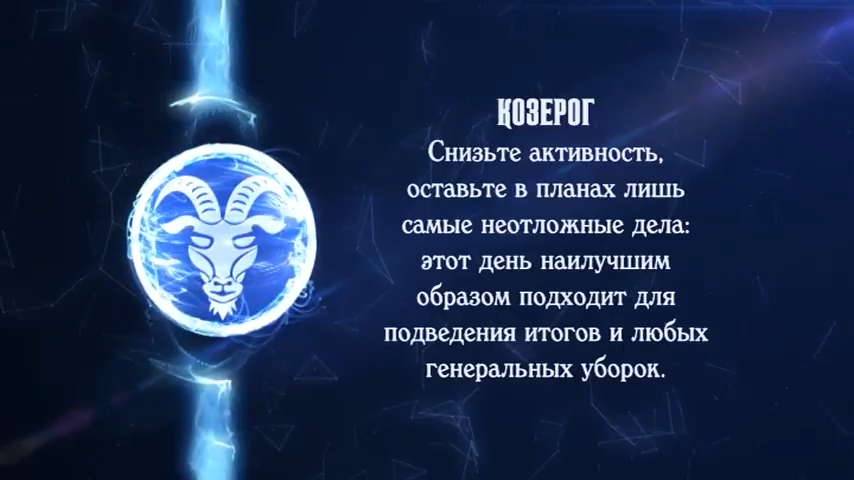 КОЗЕРОГ
Снизьте активность,
оставьте в планах лишь
самые неотложные дела:
этот день наилучшим
образом подходит для
подведения итогов и любых
генеральных уборок.